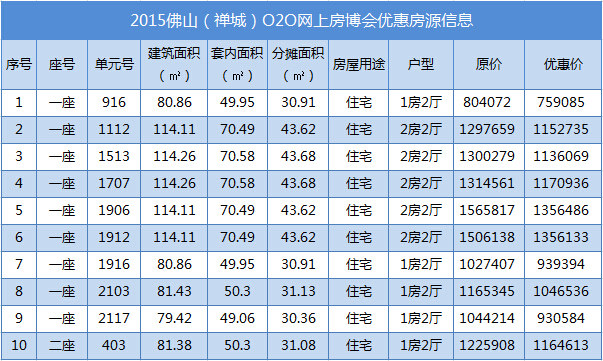 2015佛山（禅城）O2O网上房博会优惠房源信息
序号 座号 单元号 建筑面积（㎡） 套内面积（㎡） 分摊面积（㎡） 房屋用途 户型 原价 优惠价
1 一座 916 80.86 49.95 30.91 住宅 1房2厅 804072 759085
2 一座 1112 114.11 70.49 43.62 住宅 2房2厅 1297659 1152735
3 一座 1513 114.26 70.58 43.68 住宅 2房2厅 1300279 1136069
4 一座 1707 114.26 70.58 43.68 住宅 2房2厅 1314561 1170936
5 一座 1906 114.11 70.49 43.62 住宅 2房2厅 1565817 1356486
6 一座 1912 114.11 70.49 43.62 住宅 2房2厅 1506138 1356133
7 一座 1916 80.86 49.95 30.91 住宅 1房2厅 1027407 939394
8 一座 2103 81.43 50.3 31.13 住宅 1房2厅 1165345 1046536
9 一座 2117 79.42 49.06 30.36 住宅 1房2厅 1044214 930584
10 二座 403 81.38 50.3 31.08 住宅 1房2厅 1225908 1164613